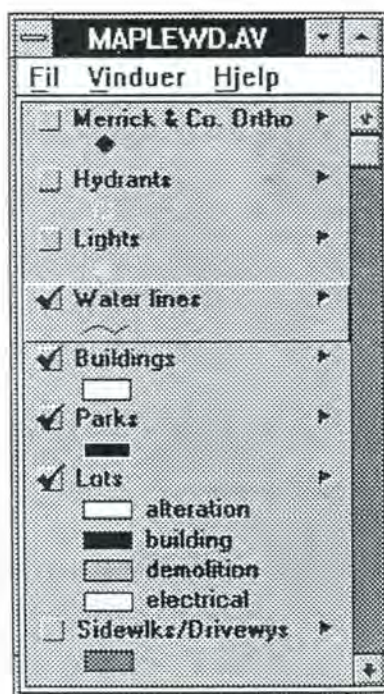 MAPLEWD.AV
Fil Vinduer Hjelp
Merrick & Co. Ortho
Hydrants
Lights
Water lines
Buildings
Parks
Lots
alteration
building
demolition
electrical
Sidewlks/Drivewys